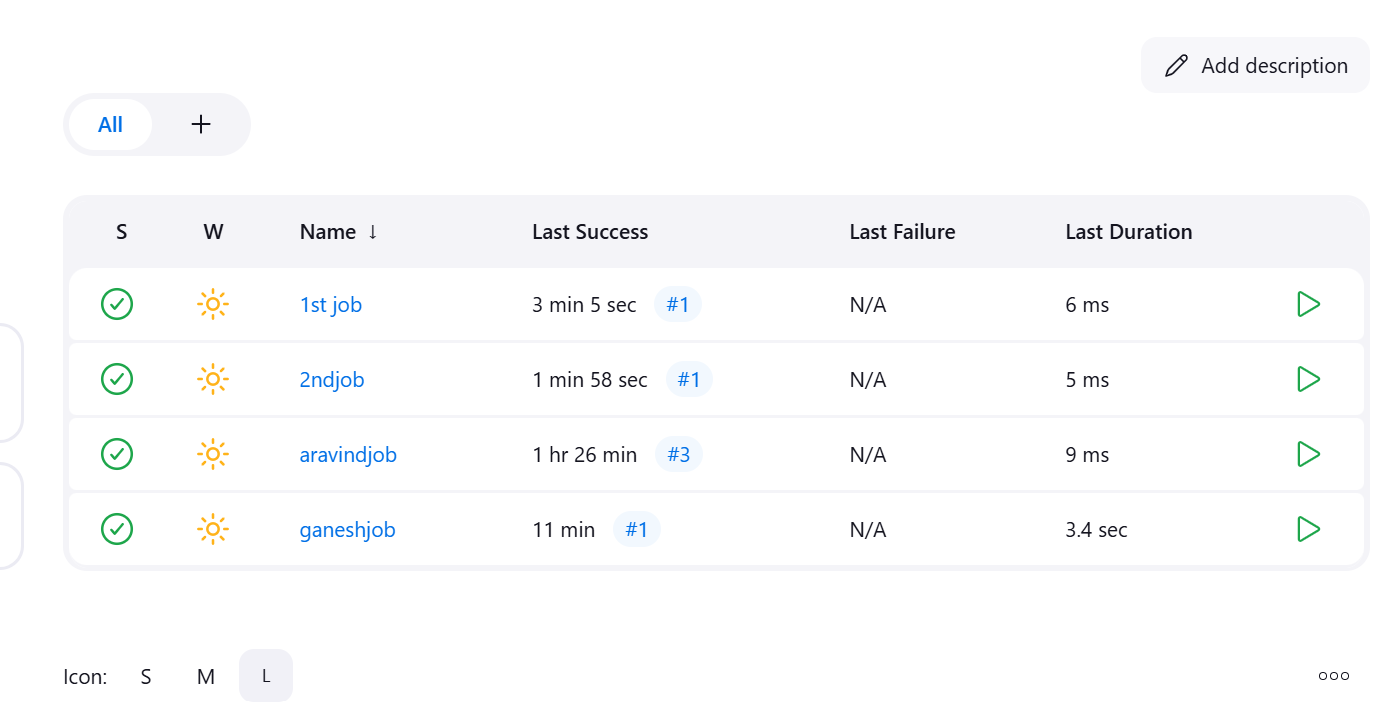 Add description
All +
S W Name ↓ Last Success Last Failure Last Duration
1st job 3 min 5 sec #1 N/A 6 ms
2ndjob 1 min 58 sec #1 N/A 5 ms
aravindjob 1 hr 26 min #3 N/A 9 ms
ganeshjob 11 min #1 N/A 3.4 sec
Icon: S M L